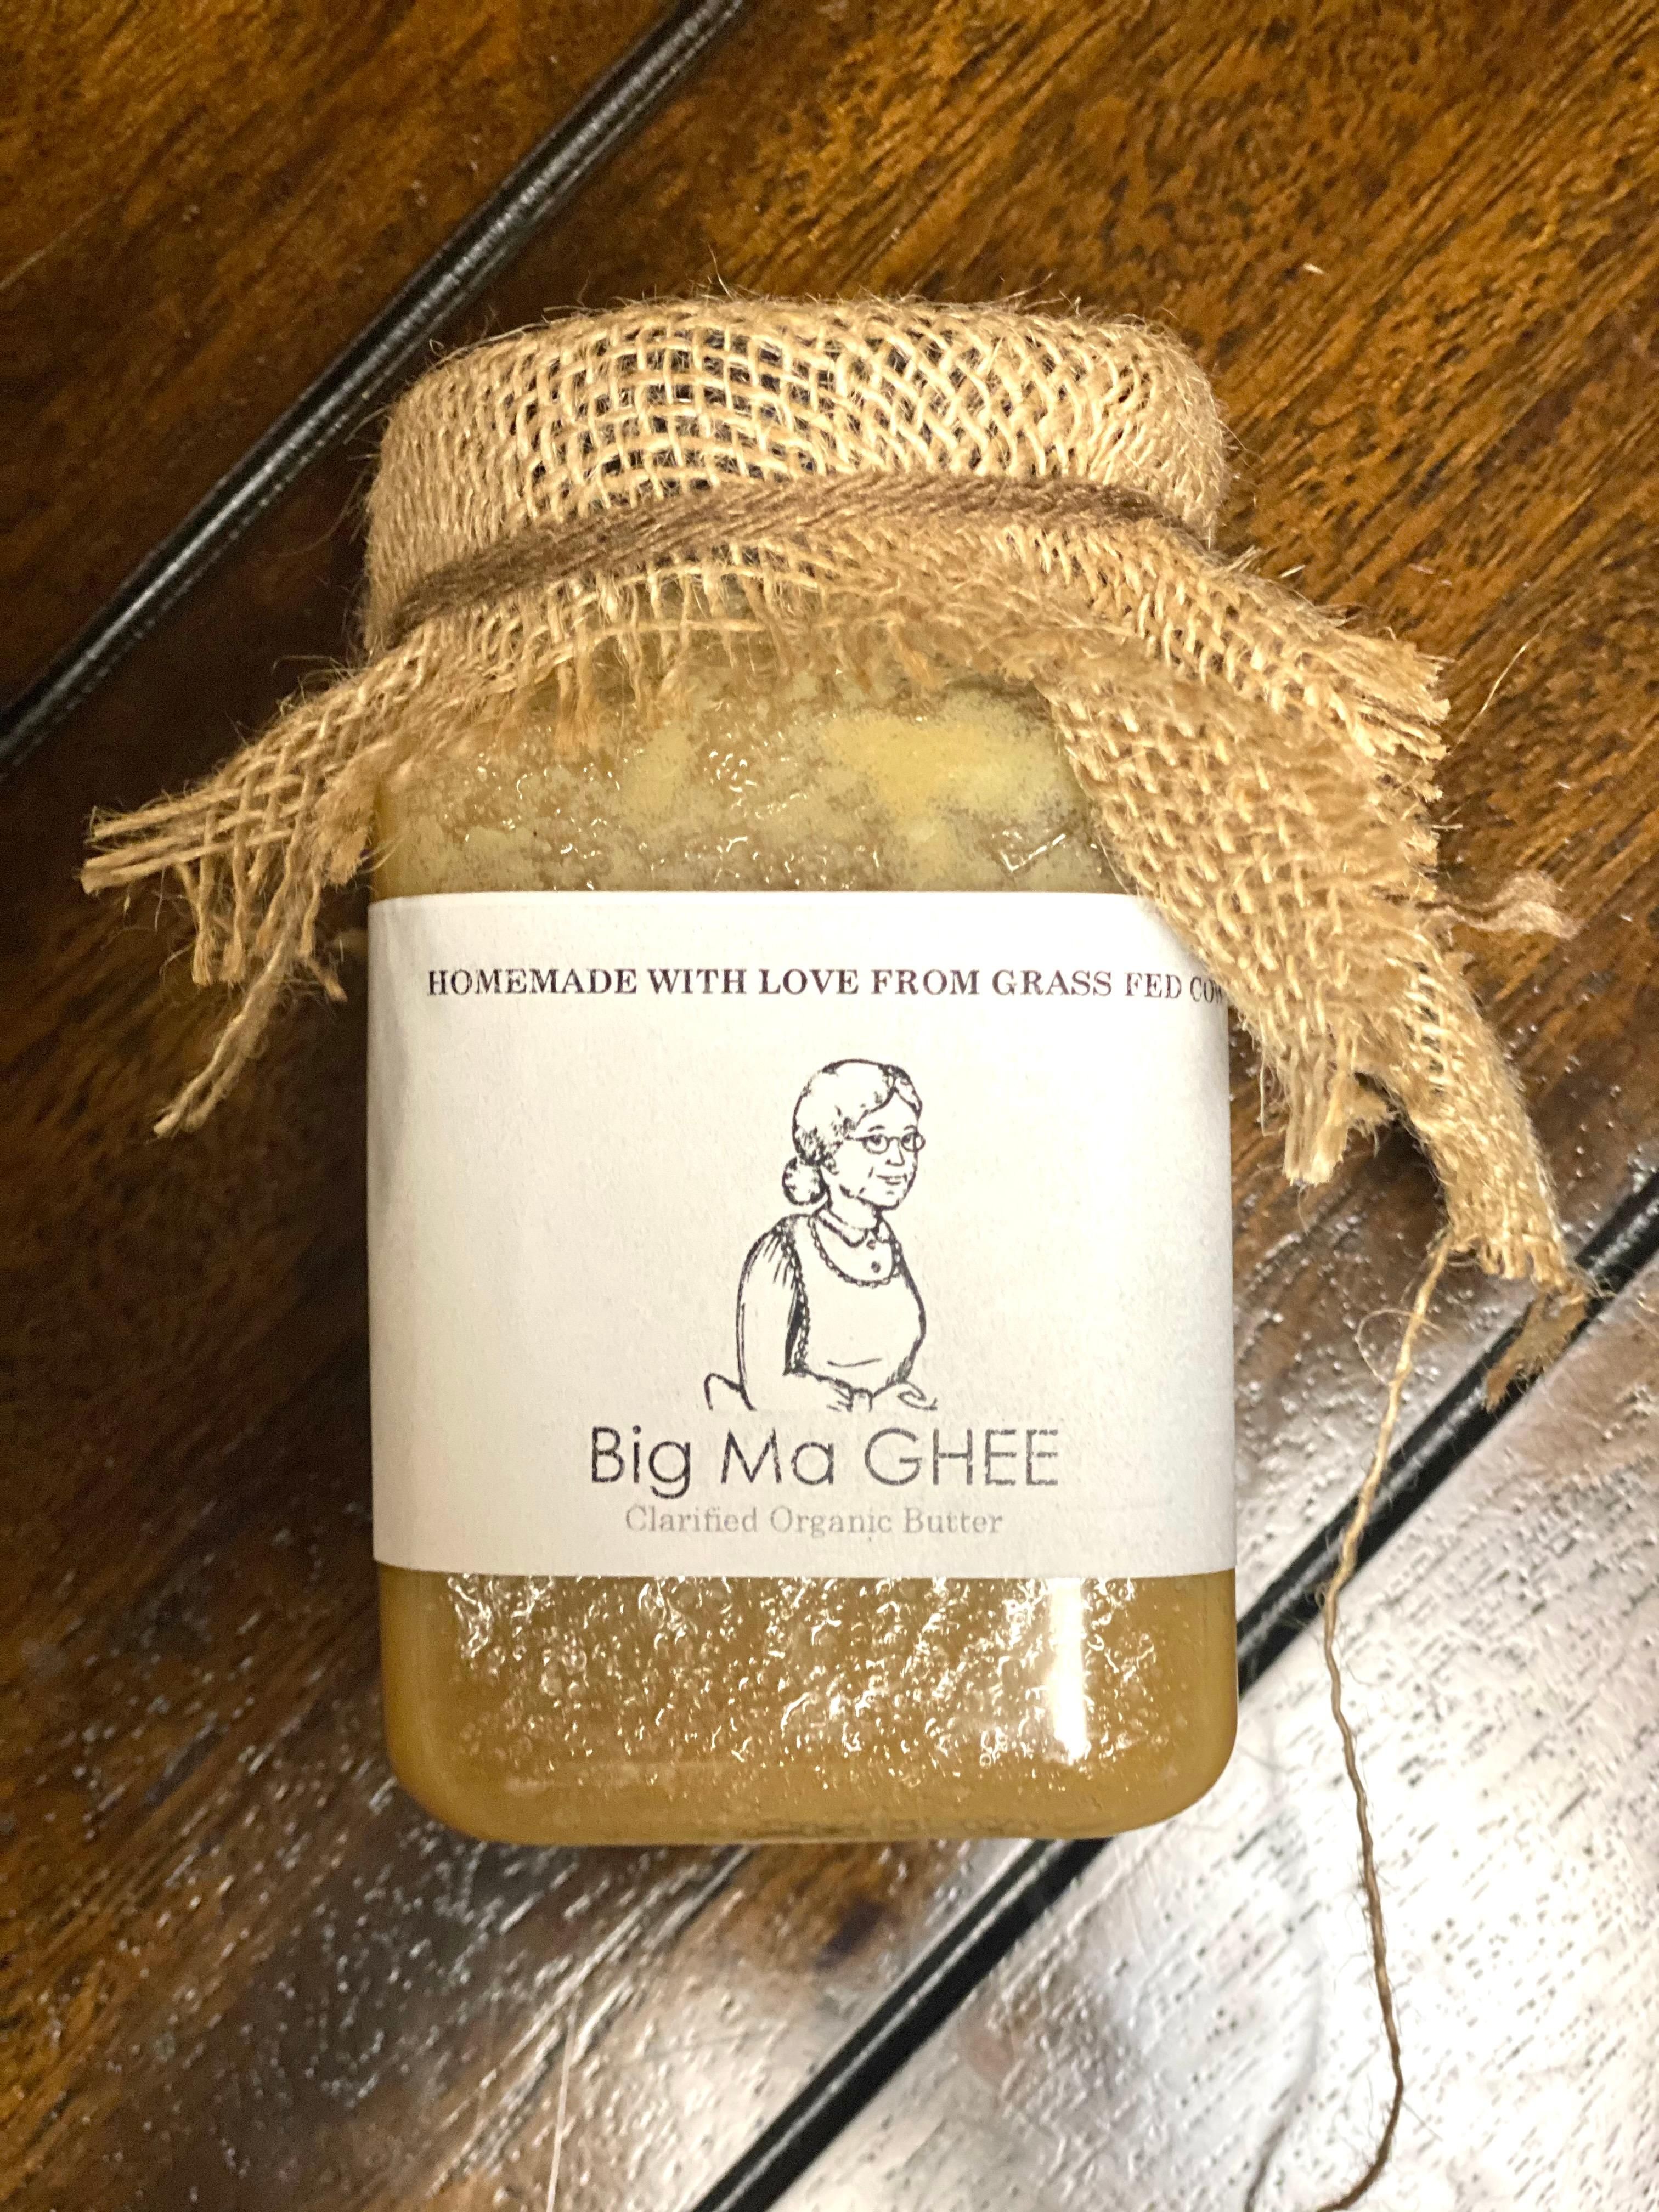 HOMEMADE WITH LOVE FROM GRASS FED
Big Ma GHEE
Clarified Organic Butter